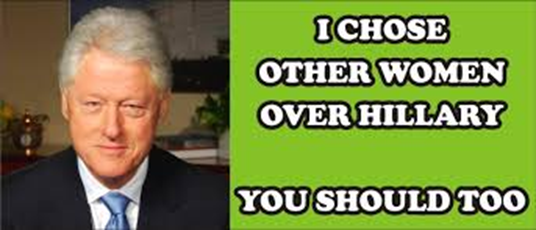 I CHOSE
OTHER WOMEN
OVER HILLARY
YOU SHOULD TOO